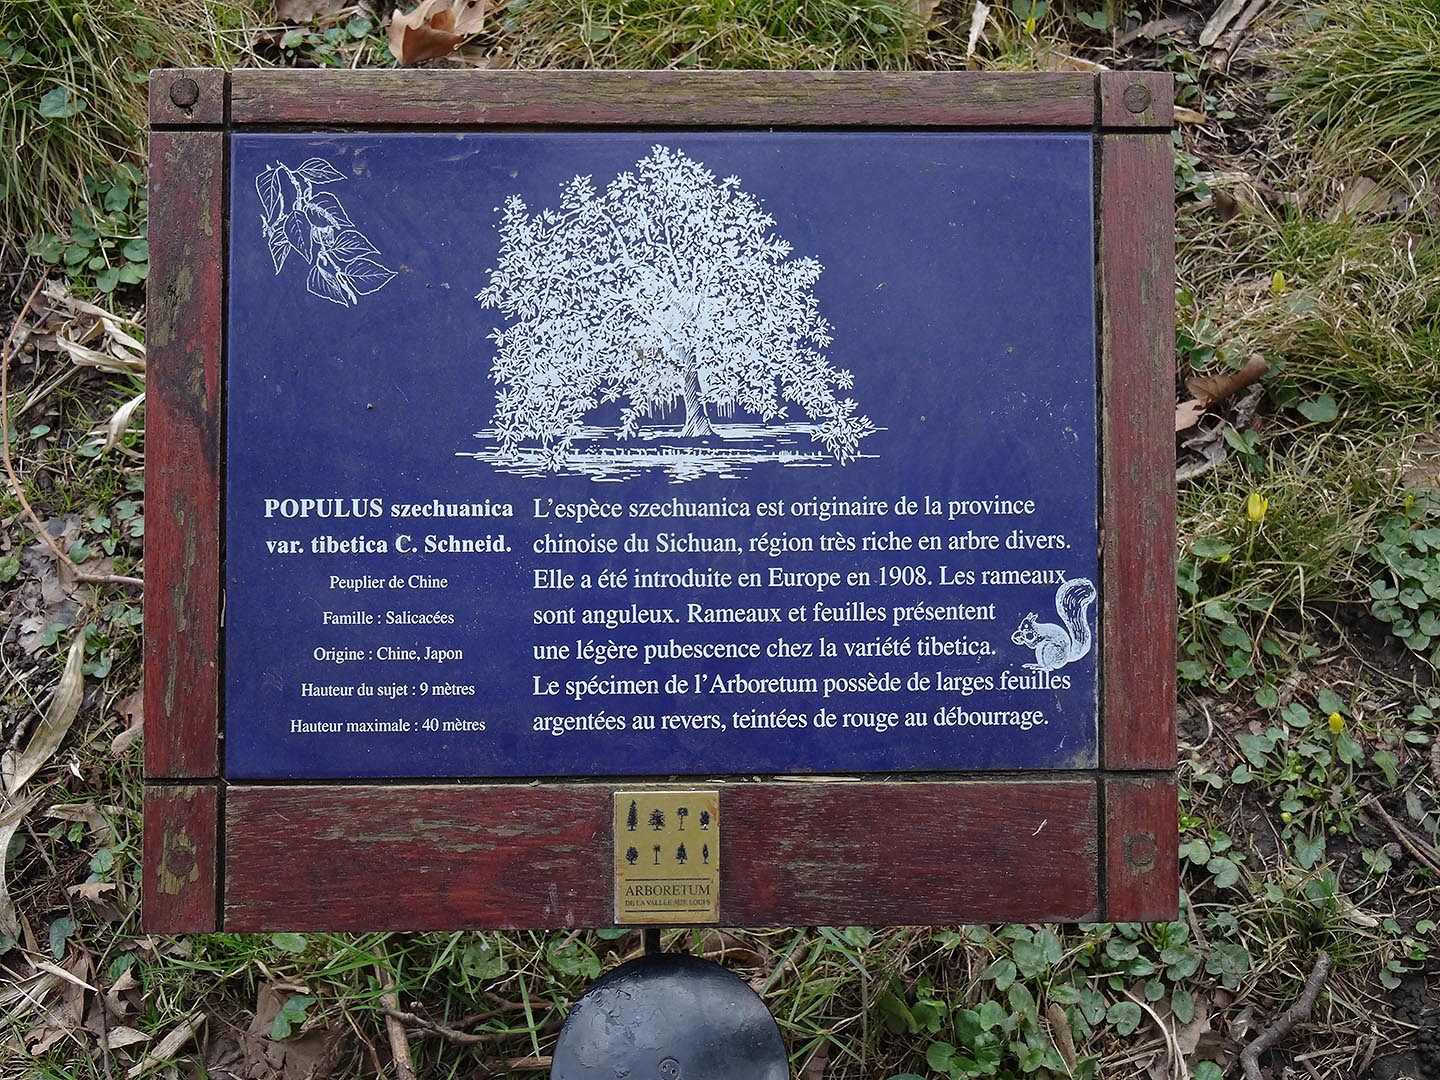 POPULUS szechuanica
var. tibetica C. Schneid.
Peuplier de Chine
Famille : Salicacées
Origine : Chine, Japon
Hauteur du sujet : 9 mètres
Hauteur maximale : 40 mètres
L'espèce szechuanica est originaire de la province
chinoise du Sichuan, région très riche en arbre divers.
Elle a été introduite en Europe en 1908. Les rameaux
sont anguleux. Rameaux et feuilles présentent
une légère pubescence chez la variété tibetica.
Le spécimen de l'Arboretum possède de larges feuilles
argentées au revers, teintées de rouge au débourrage.
ARBORETUM
DE LA VALLÉE AUX LOUPS